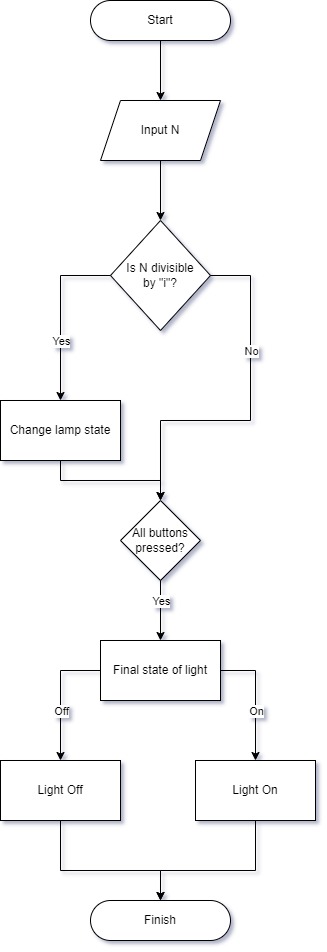 Start
Input N
Is N divisible
by "i"?
Yes
No
Change lamp state
All buttons
pressed?
Yes
Final state of light
Off
On
Light Off
Light On
Finish